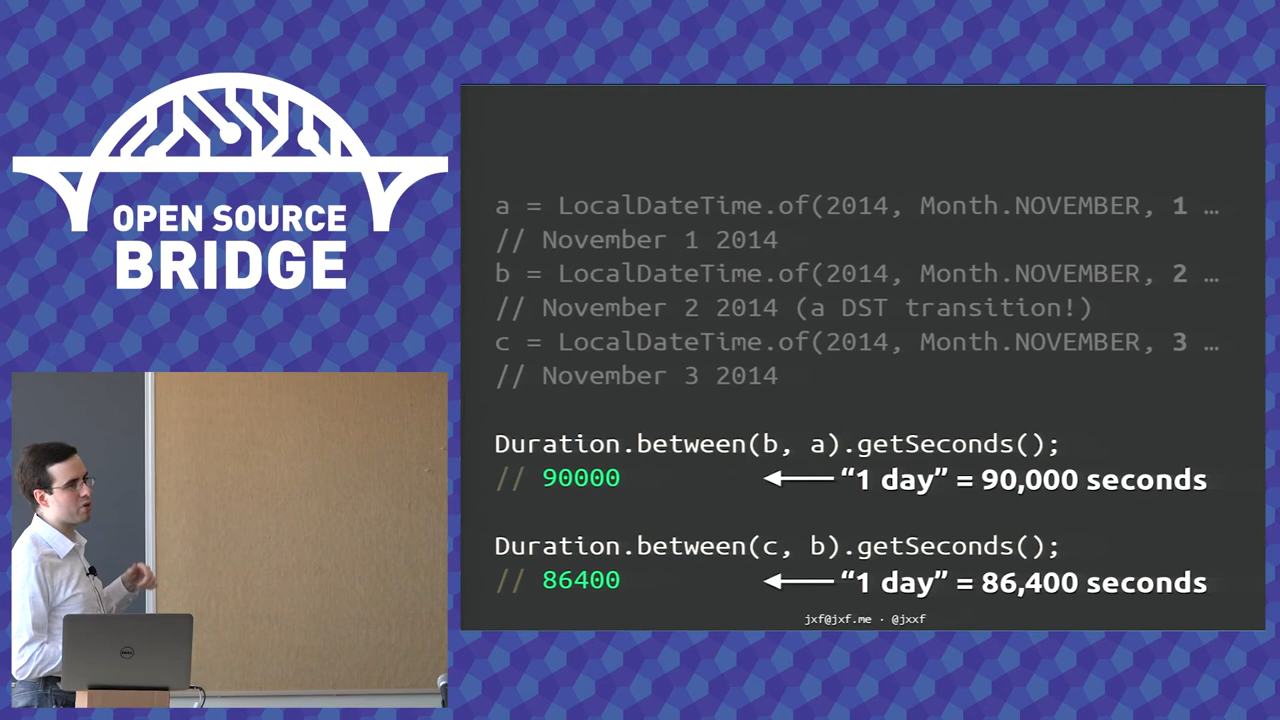 OPEN SOURCE
BRIDGE
a = LocalDateTime.of(2014, Month.NOVEMBER, 1 …
// November 1 2014
b = LocalDateTime.of(2014, Month.NOVEMBER, 2 …
// November 2 2014 (a DST transition!)
c = LocalDateTime.of(2014, Month.NOVEMBER, 3 …
// November 3 2014
Duration.between(b, a).getSeconds();
// 90000 “1 day” = 90,000 seconds
Duration.between(c, b).getSeconds();
// 86400 “1 day” = 86,400 seconds
jxf@jxf.me · @jxxf
DELL